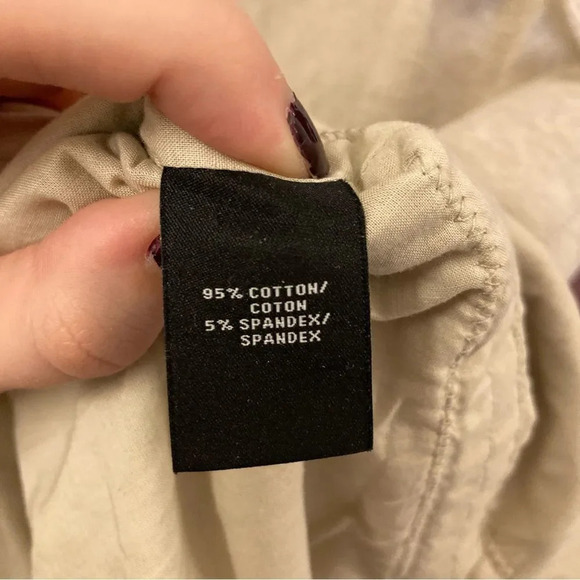 95% COTTON/
COTON
5% SPANDEX/
SPANDEX